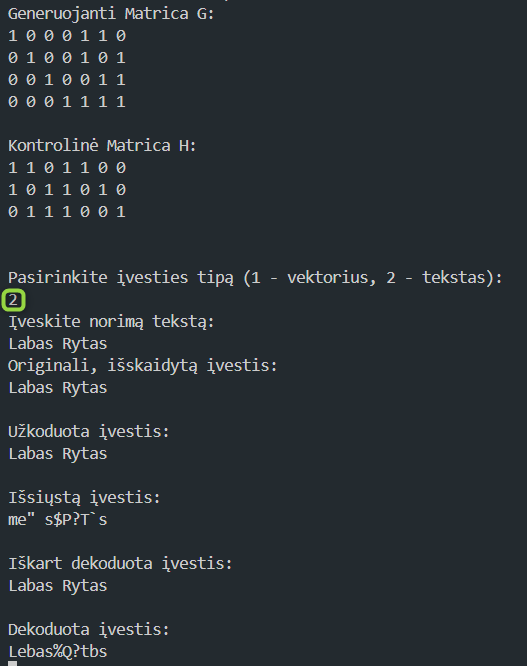 Generuojanti Matrica G:
1 0 0 0 1 1 0
0 1 0 0 1 0 1
0 0 1 0 0 1 1
0 0 0 1 1 1 1
Kontrolinė Matrica H:
1 1 0 1 1 0 0
1 0 1 1 0 1 0
0 1 1 1 0 0 1
Pasirinkite įvesties tipą (1 - vektorius, 2 - tekstas):
2
Įveskite norimą tekstą:
Labas Rytas
Originali, išskaidytą įvestis:
Labas Rytas
Užkoduota įvestis:
Labas Rytas
Išsiųstą įvestis:
me" s$P?T`s
Iškart dekoduota įvestis:
Labas Rytas
Dekoduota įvestis:
Lebas%Q?tbs